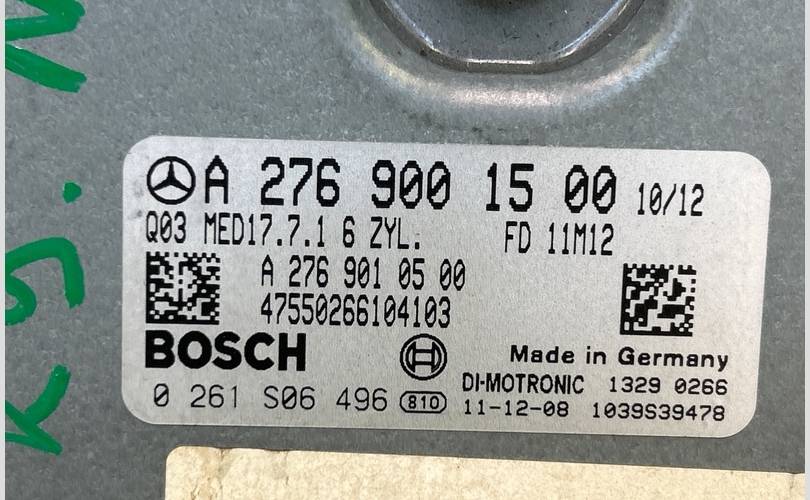 A 276 900 15 00 10/12
Q03 MED17.7.1 6 ZYL. FD 11M12
A 276 901 05 00
47550266104103
BOSCH
Made in Germany
0 261 S06 496 810
DI-MOTRONIC 1329 0266
11-12-08 1039S39478